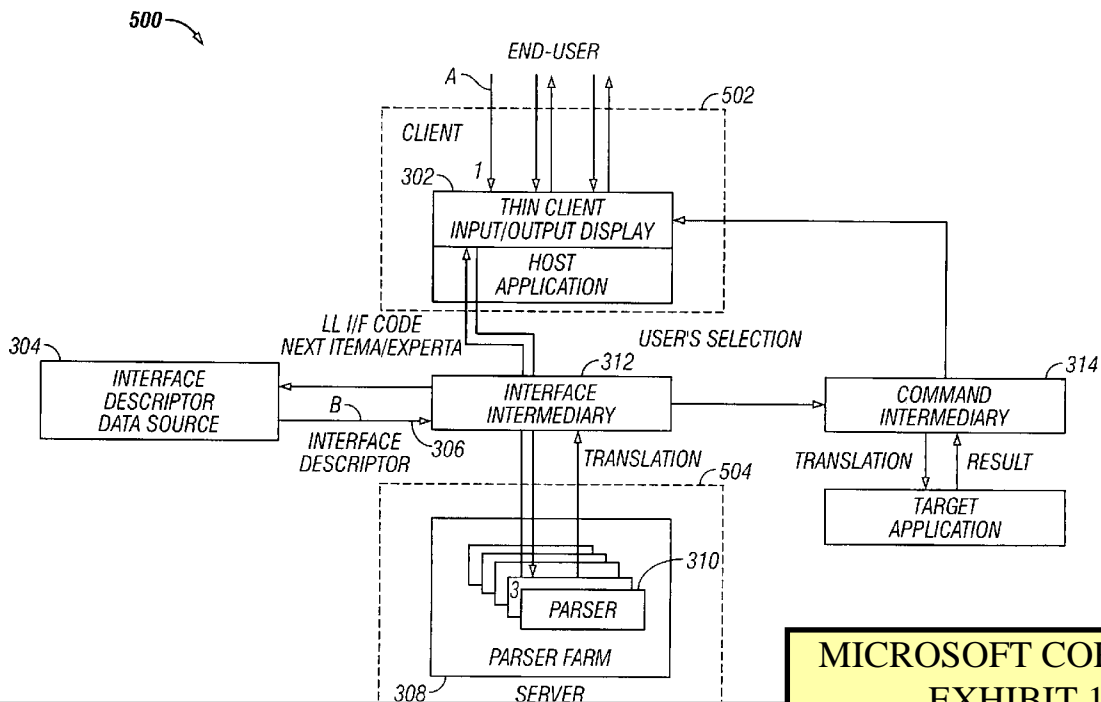 500
END-USER
A
502
CLIENT
1
302
THIN CLIENT
INPUT/OUTPUT DISPLAY
HOST
APPLICATION
LL I/F CODE
NEXT ITEMA/EXPERTA
USER'S SELECTION
304
312
314
INTERFACE
DESCRIPTOR
DATA SOURCE
INTERFACE
INTERMEDIARY
COMMAND
INTERMEDIARY
B
306
INTERFACE
DESCRIPTOR
TRANSLATION
504
TRANSLATION
RESULT
TARGET
APPLICATION
310
3
PARSER
PARSER FARM
308
SERVER
MICROSOFT
EXHIBIT 1